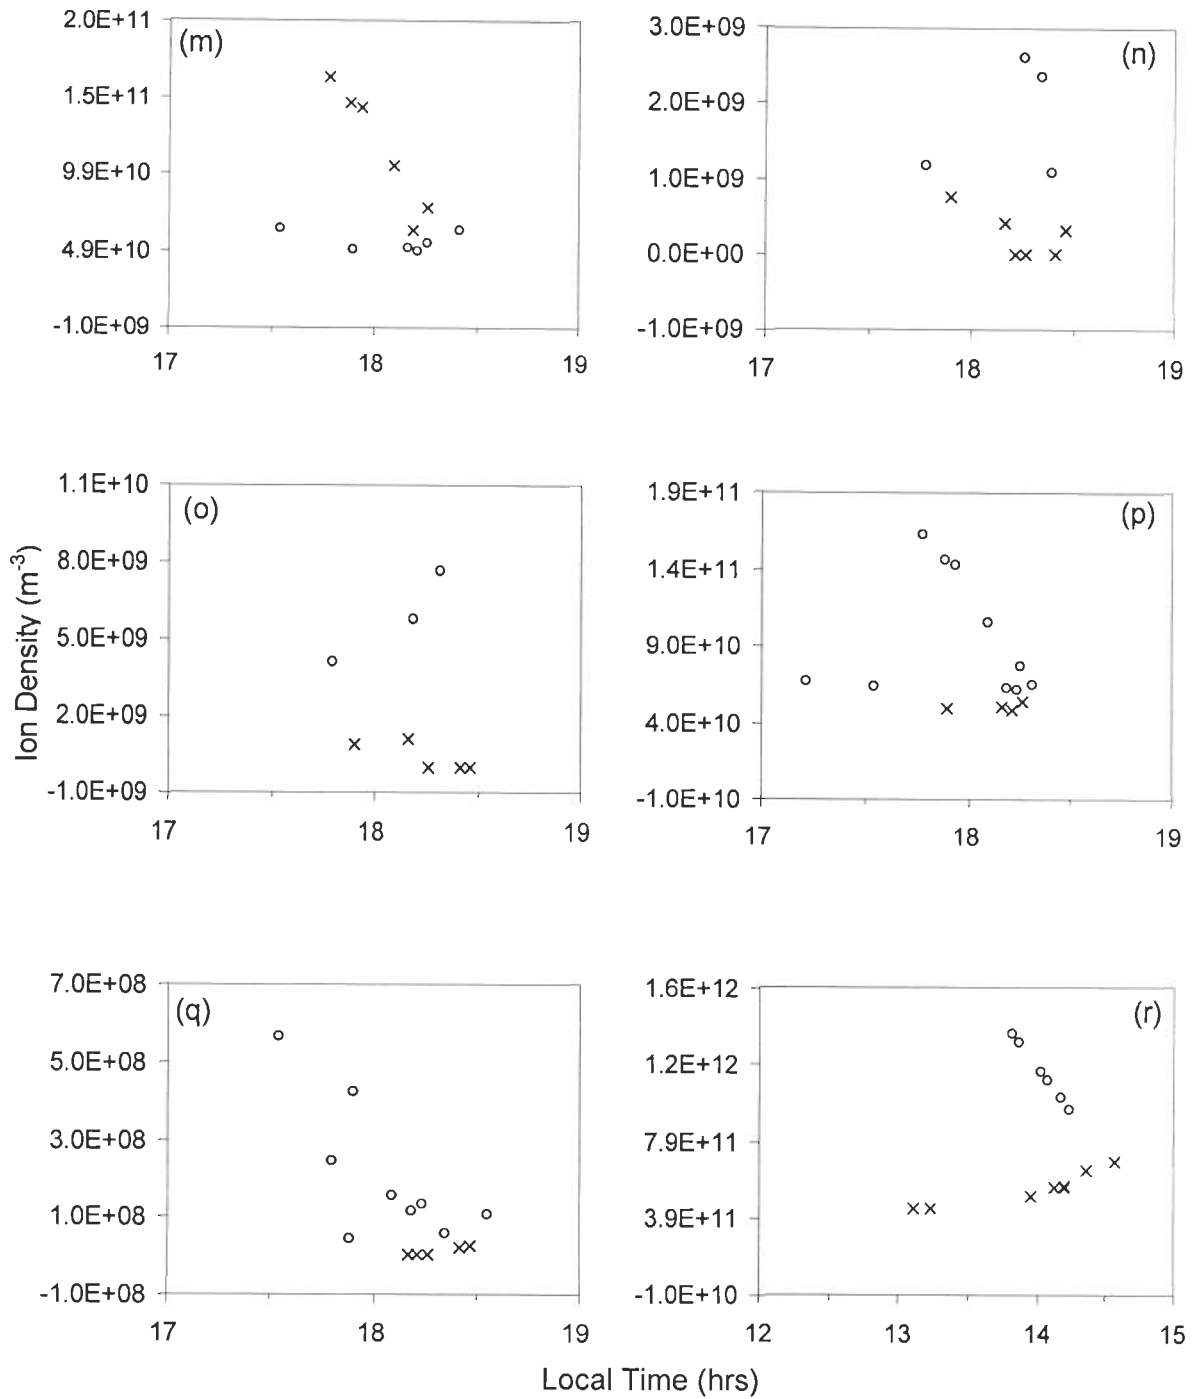 2.0E+11
(m)
1.5E+11
9.9E+10
4.9E+10
-1.0E+09
17 18 19
3.0E+09
(n)
2.0E+09
1.0E+09
0.0E+00
-1.0E+09
17 18 19
1.1E+10
(o)
8.0E+09
5.0E+09
2.0E+09
-1.0E+09
17 18 19
1.9E+11
(p)
1.4E+11
9.0E+10
4.0E+10
-1.0E+10
17 18 19
Ion Density (m⁻³)
7.0E+08
(q)
5.0E+08
3.0E+08
1.0E+08
-1.0E+08
17 18 19
1.6E+12
(r)
1.2E+12
7.9E+11
3.9E+11
-1.0E+10
12 13 14 15
Local Time (hrs)